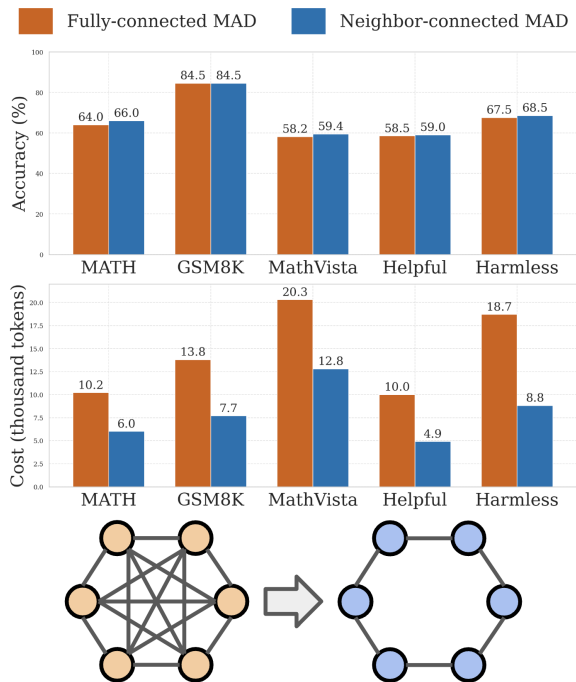 Fully-connected MAD Neighbor-connected MAD
Accuracy (%)
100
80
60
40
20
0
64.0 66.0 84.5 84.5 58.2 59.4 58.5 59.0 67.5 68.5
MATH GSM8K MathVista Helpful Harmless
Cost (thousand tokens)
20.0
17.5
15.0
12.5
10.0
7.5
5.0
2.5
0.0
10.2 6.0 13.8 7.7 20.3 12.8 10.0 4.9 18.7 8.8
MATH GSM8K MathVista Helpful Harmless